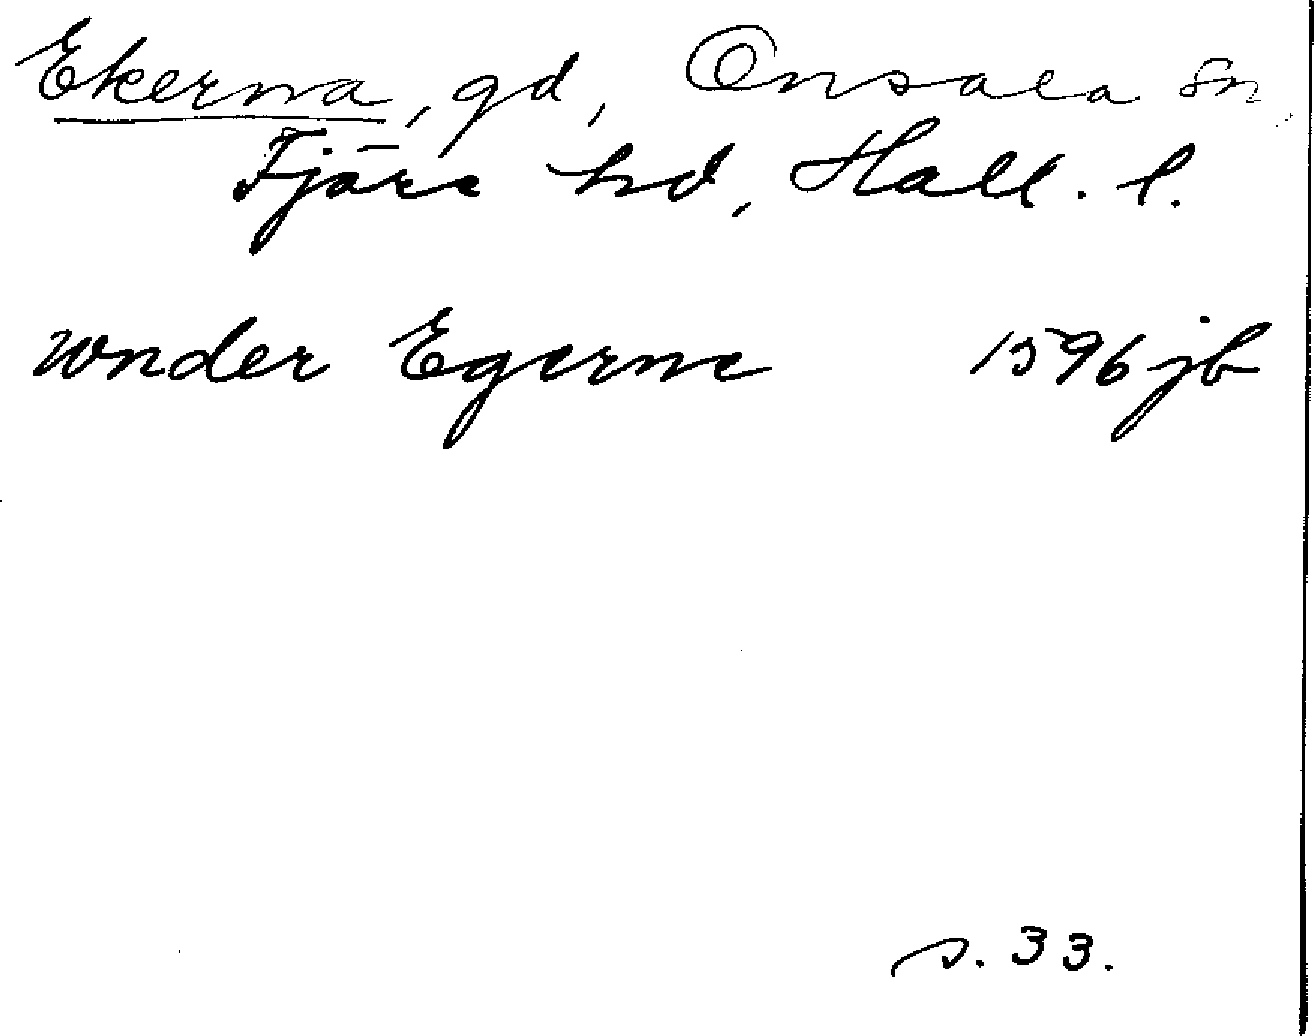 Ekerna, gd, Onsala sn
Fjäre hd, Hall. l.
wnder Egerne 1596 jb
s. 33.